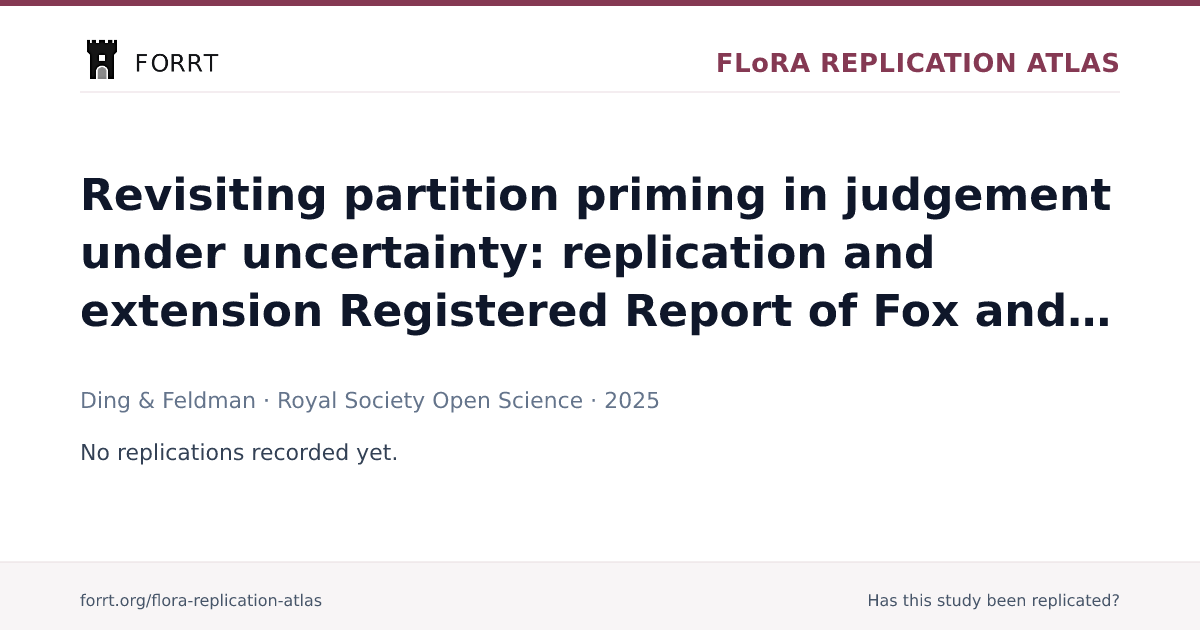 FORRT
FLoRA REPLICATION ATLAS
Revisiting partition priming in judgement
under uncertainty: replication and
extension Registered Report of Fox and…
Ding & Feldman · Royal Society Open Science · 2025
No replications recorded yet.
forrt.org/flora-replication-atlas
Has this study been replicated?